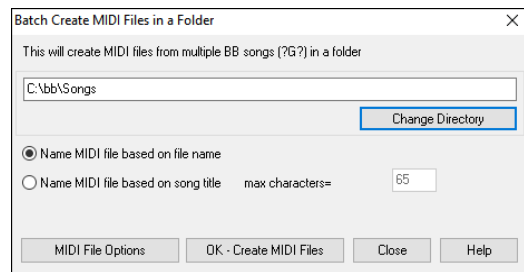 Batch Create MIDI Files in a Folder
This will create MIDI files from multiple BB songs (?G?) in a folder
C:\bb\Songs
Change Directory
Name MIDI file based on file name
Name MIDI file based on song title max characters= 65
MIDI File Options OK - Create MIDI Files Close Help